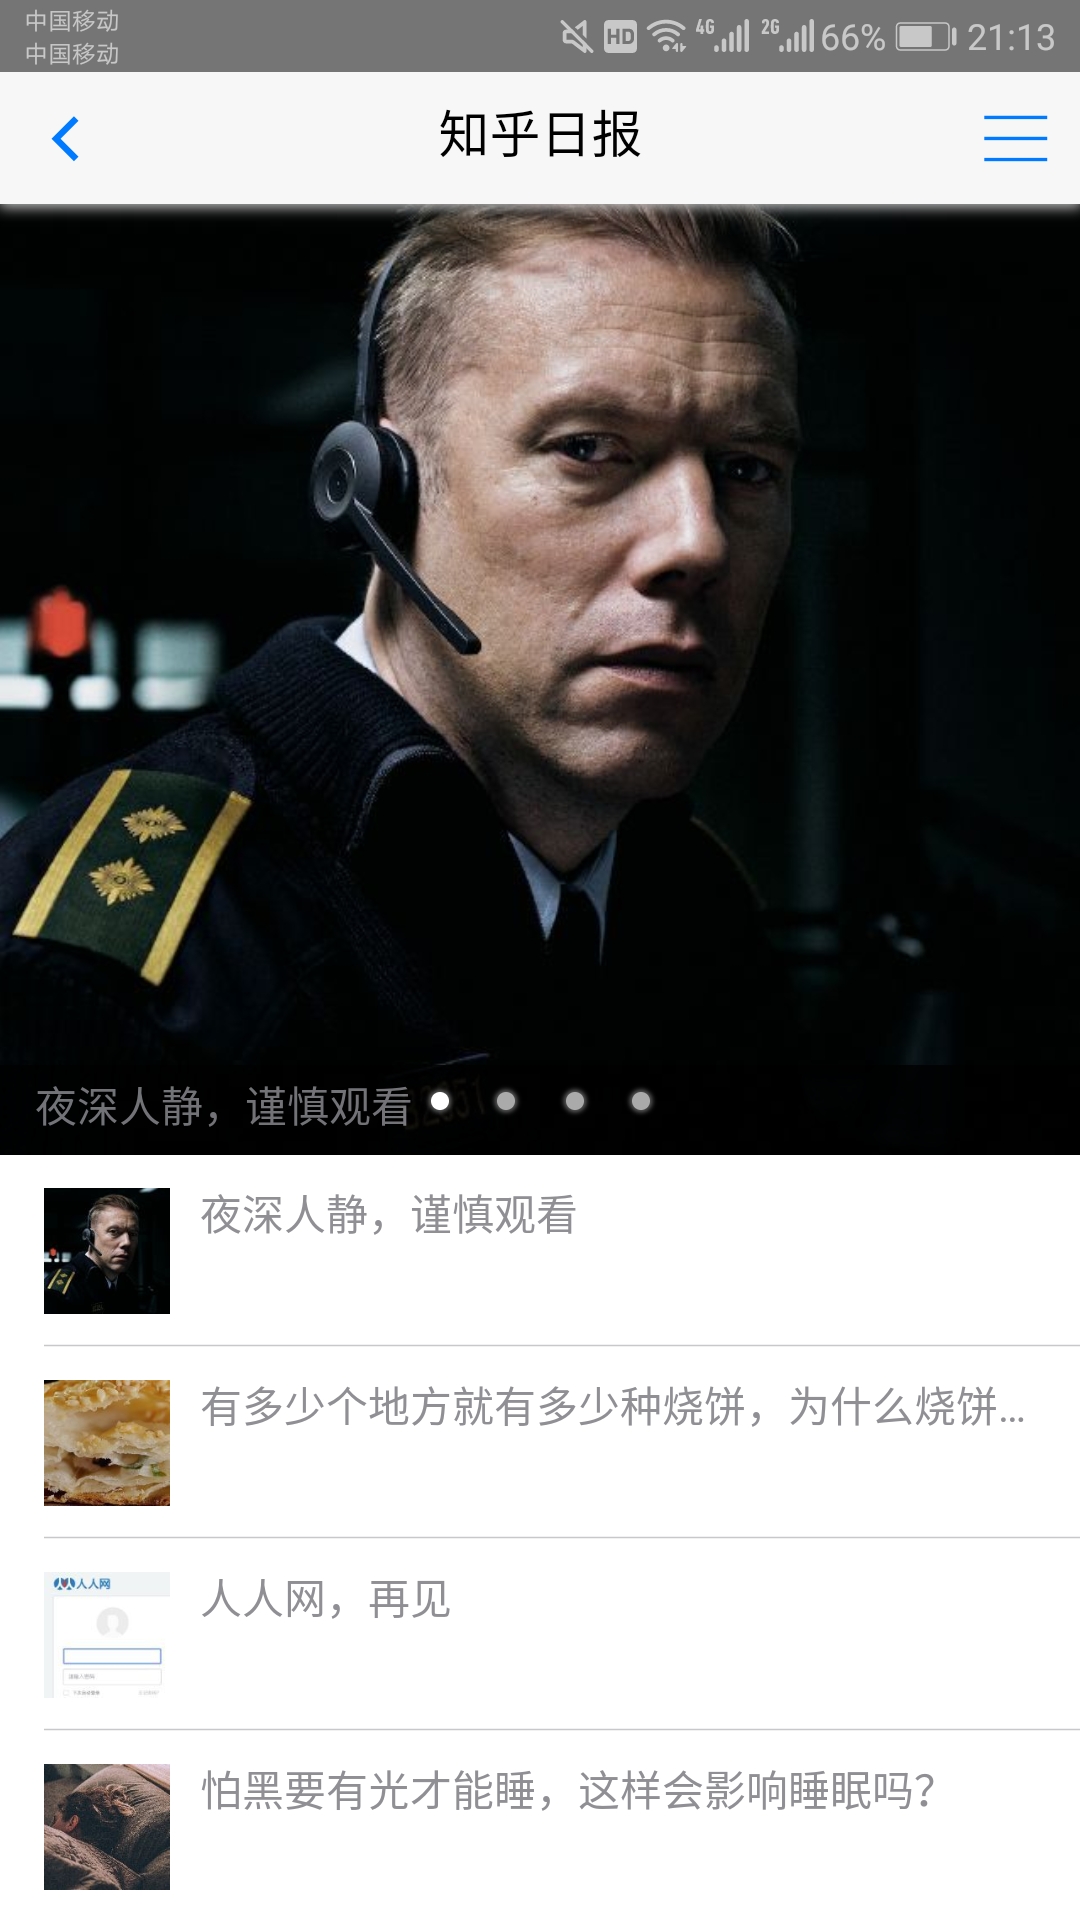 中国移动
中国移动
HD 4G 2G 66% 21:13
知乎日报
夜深人静，谨慎观看
夜深人静，谨慎观看
有多少个地方就有多少种烧饼，为什么烧饼...
人人网
人人网，再见
怕黑要有光才能睡，这样会影响睡眠吗？